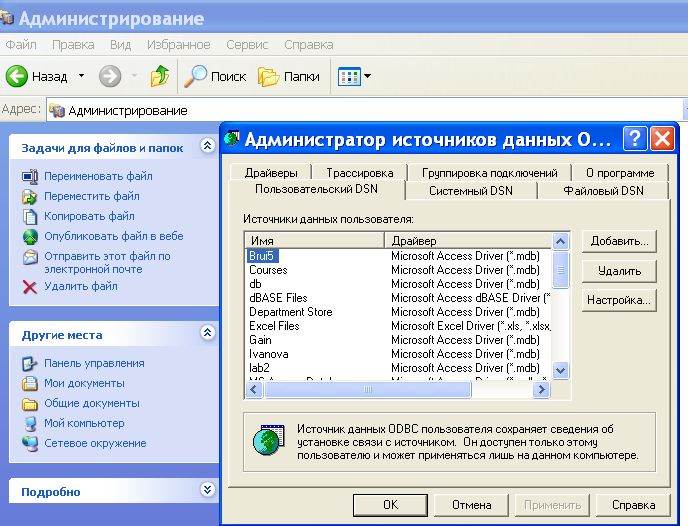 Администрирование
Файл Правка Вид Избранное Сервис Справка
Назад Поиск Папки
Адрес: Администрирование
Задачи для файлов и папок
Переименовать файл
Переместить файл
Копировать файл
Опубликовать файл в вебе
Отправить этот файл по
электронной почте
Удалить файл
Другие места
Панель управления
Мои документы
Общие документы
Мой компьютер
Сетевое окружение
Подробно
Администратор источников данных O...
Драйверы Трассировка Группировка подключений О программе
Пользовательский DSN Системный DSN Файловый DSN
Источники данных пользователя:
Имя Драйвер
Brui5 Microsoft Access Driver (*.mdb)
Courses Microsoft Access Driver (*.mdb)
db Microsoft Access Driver (*.mdb)
dBASE Files Microsoft Access dBASE Driver (*
Department Store Microsoft Access Driver (*.mdb)
Excel Files Microsoft Excel Driver (*.xls, *.xlsx,
Gain Microsoft Access Driver (*.mdb)
Ivanova Microsoft Access Driver (*.mdb)
lab2 Microsoft Access Driver (*.mdb)
Добавить...
Удалить
Настройка...
Источник данных ODBC пользователя сохраняет сведения об
установке связи с источником. Он доступен только этому
пользователю и может применяться лишь на данном компьютере.
OK Отмена Применить Справка